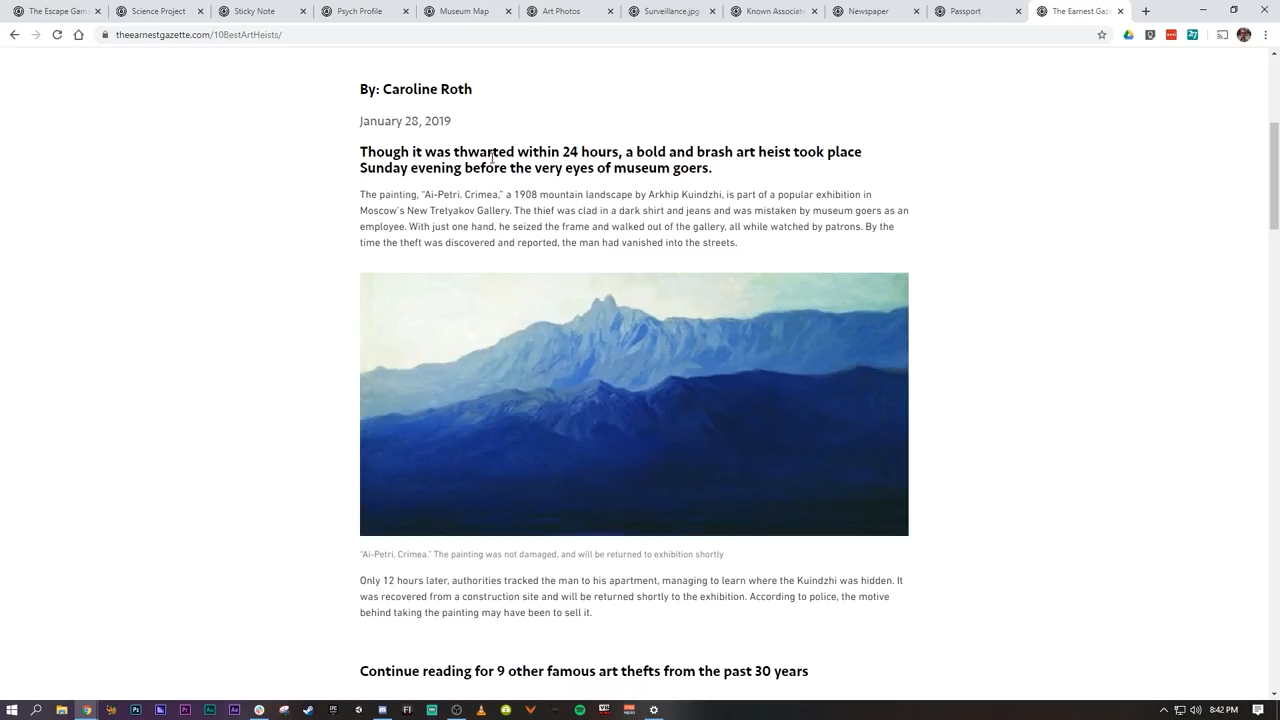 The Escape Gam
Science Project
Sticky Note
Psych Profile
Museum Map
Art Photos
Surveillance.jpg
Known Associate
Newspaper
Passport
The Earnest Gaze
theearnestgazette.com/10BestArtHeists/
By: Caroline Roth
January 28, 2019
Though it was thwarted within 24 hours, a bold and brash art heist took place
Sunday evening before the very eyes of museum goers.
The painting, "Ai-Petri. Crimea," a 1908 mountain landscape by Arkhip Kuindzhi, is part of a popular exhibition in
Moscow's New Tretyakov Gallery. The thief was clad in a dark shirt and jeans and was mistaken by museum goers as an
employee. With just one hand, he seized the frame and walked out of the gallery, all while watched by patrons. By the
time the theft was discovered and reported, the man had vanished into the streets.
"Ai-Petri. Crimea." The painting was not damaged, and will be returned to exhibition shortly
Only 12 hours later, authorities tracked the man to his apartment, managing to learn where the Kuindzhi was hidden. It
was recovered from a construction site and will be returned shortly to the exhibition. According to police, the motive
behind taking the painting may have been to sell it.
Continue reading for 9 other famous art thefts from the past 30 years
8:42 PM